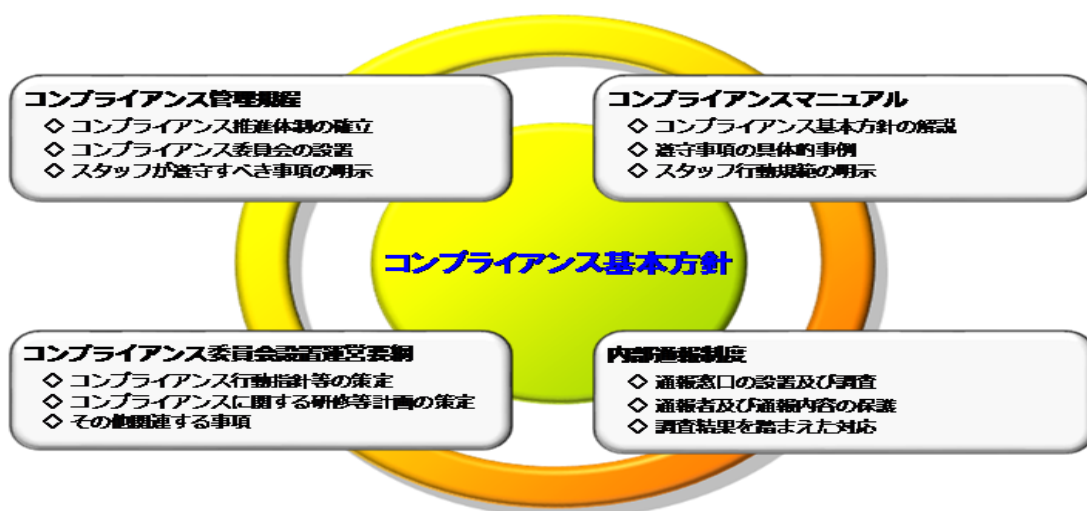 コンプライアンス管理規程
◇ コンプライアンス推進体制の確立
◇ コンプライアンス委員会の設置
◇ スタッフが遵守すべき事項の明示
コンプライアンスマニュアル
◇ コンプライアンス基本方針の解説
◇ 遵守事項の具体的事例
◇ スタッフ行動規範の明示
コンプライアンス基本方針
コンプライアンス委員会設置運営要綱
◇ コンプライアンス行動指針等の策定
◇ コンプライアンスに関する研修等計画の策定
◇ その他関連する事項
内部通報制度
◇ 通報窓口の設置及び調査
◇ 通報者及び通報内容の保護
◇ 調査結果を踏まえた対応